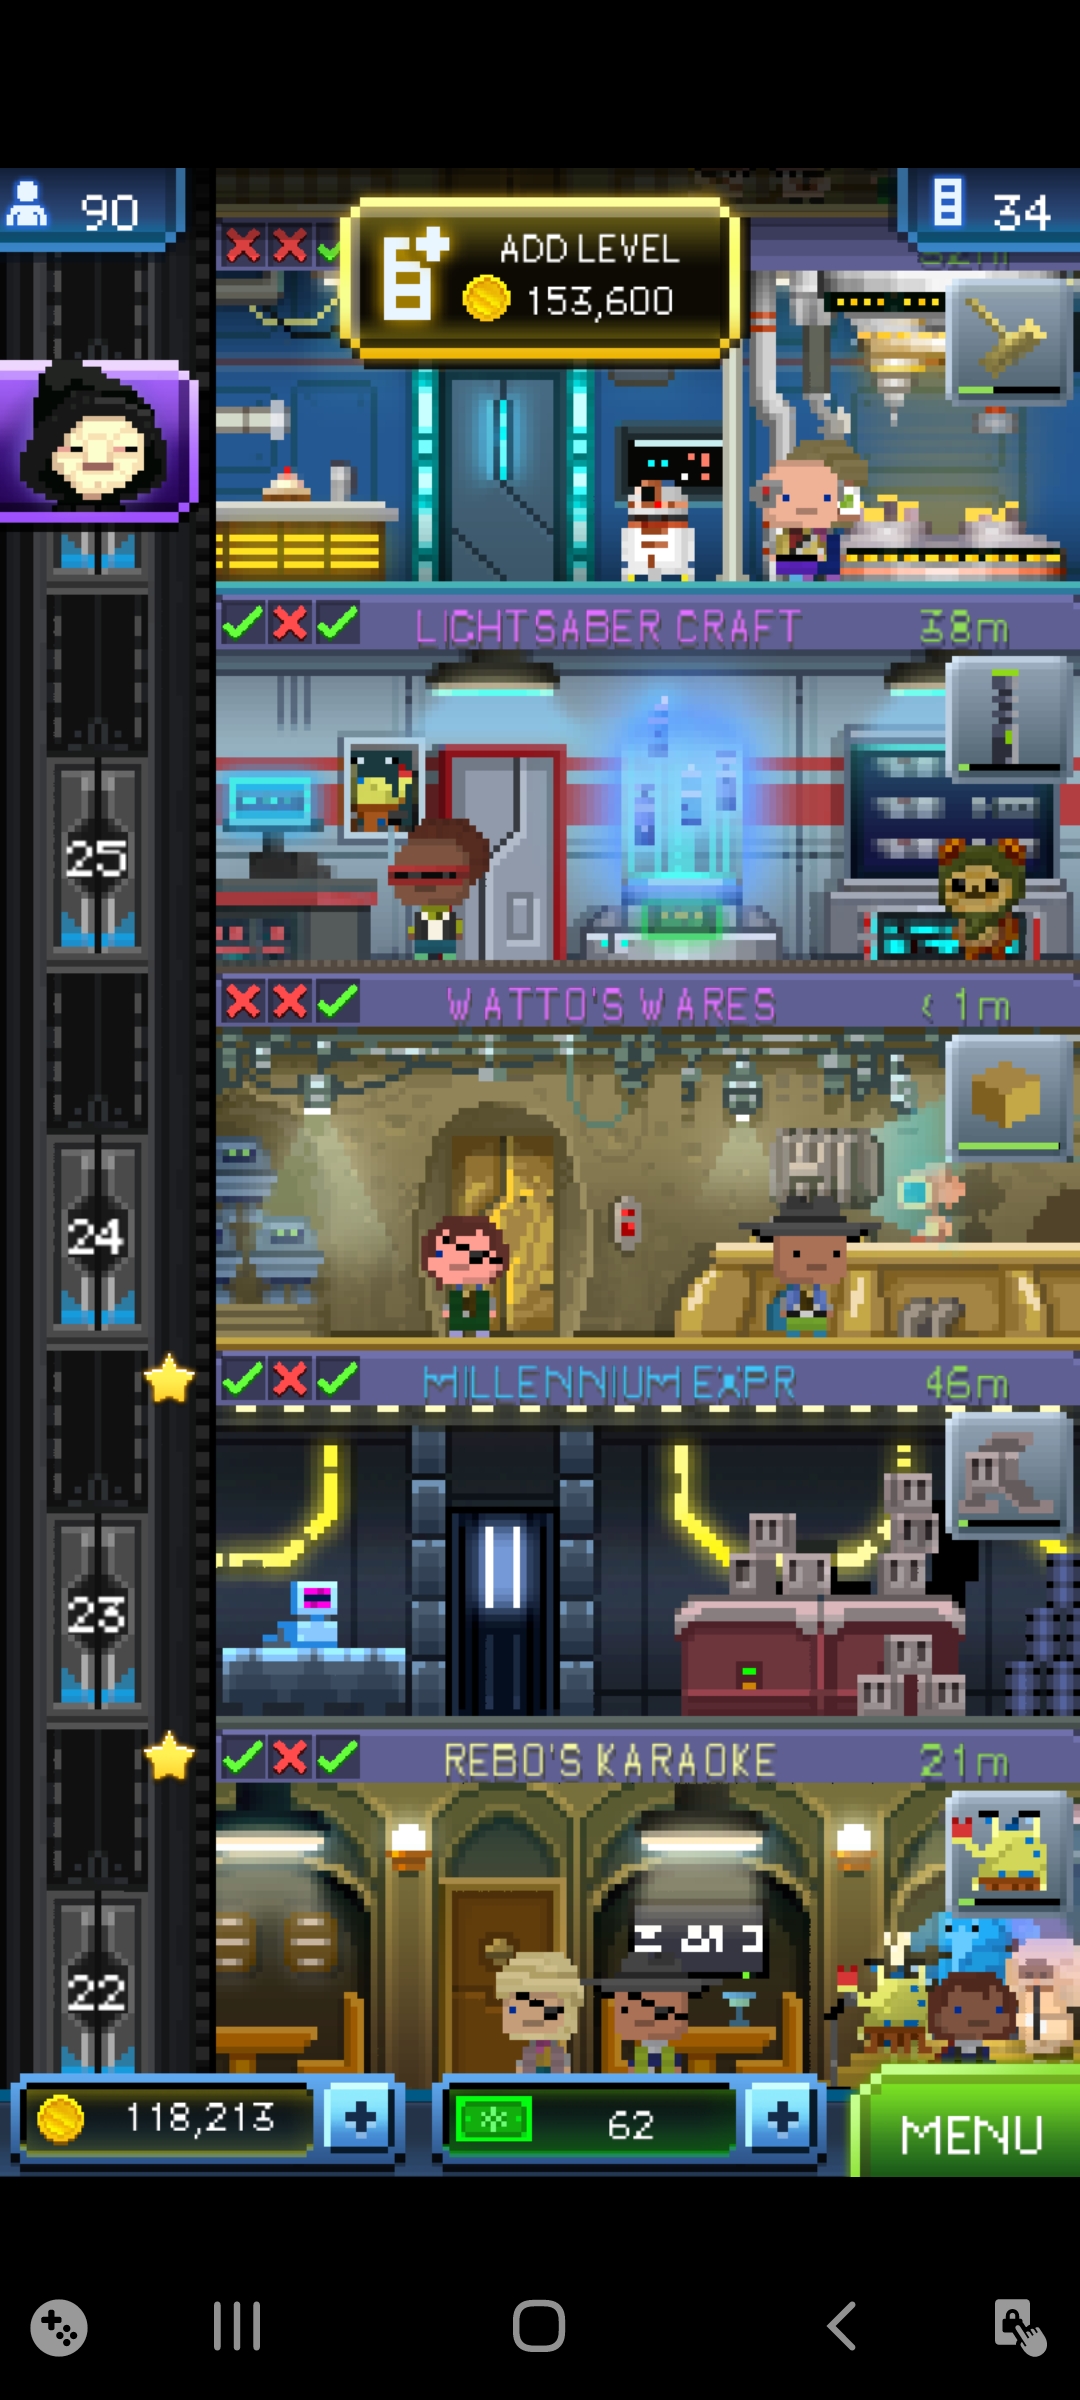 90
34
ADD LEVEL
153,600
LIGHTSABER CRAFT
38m
25
WATTO'S WARES
< 1m
24
MILLENNIUM EXPR
46m
23
REBO'S KARAOKE
21m
22
118,213
62
MENU